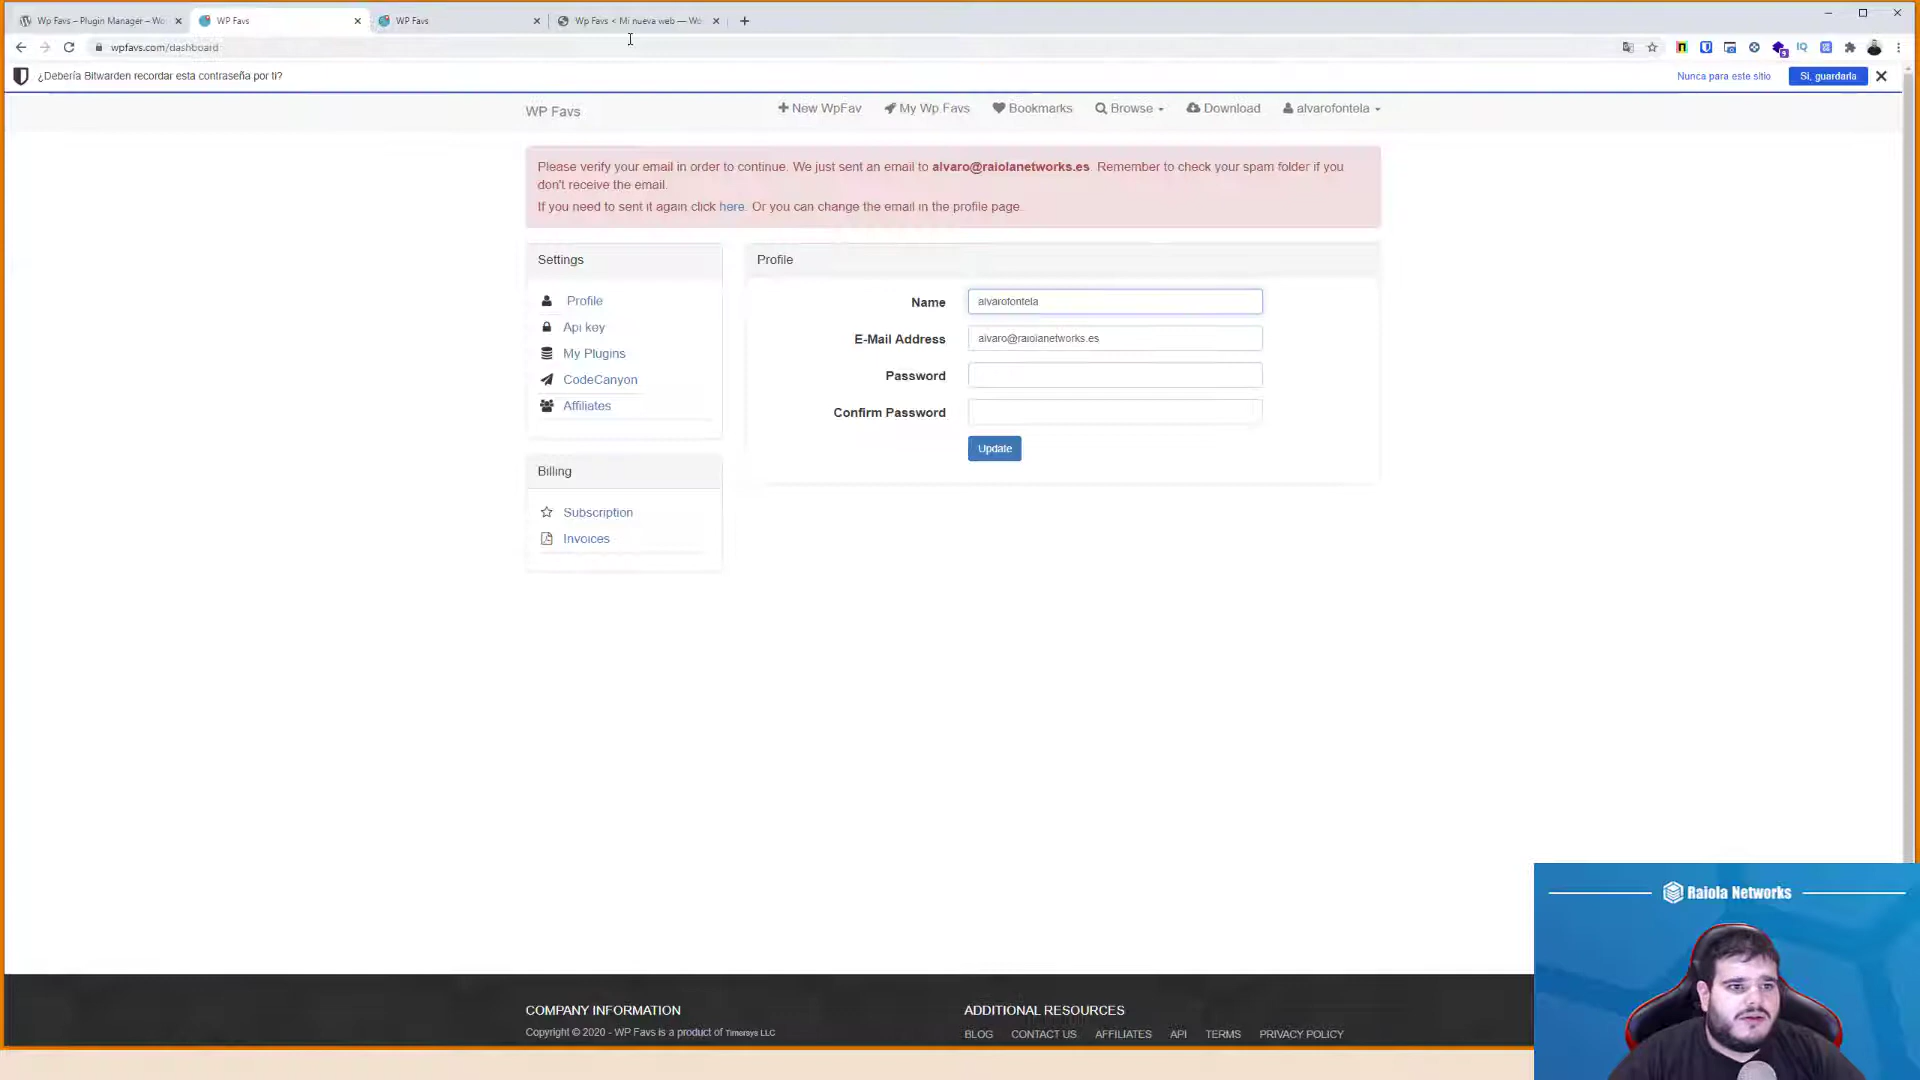 Wp Favs – Plugin Manager – Wo
WP Favs
WP Favs
Wp Favs < Mi nueva web — Wo
wpfavs.com/dashboard
¿Debería Bitwarden recordar esta contraseña por ti?
Nunca para este sitio
Sí, guardarla
WP Favs
New WpFav
My Wp Favs
Bookmarks
Browse
Download
alvarofontela
Please verify your email in order to continue. We just sent an email to alvaro@raiolanetworks.es. Remember to check your spam folder if you
don't receive the email.
If you need to sent it again click here. Or you can change the email in the profile page.
Settings
Profile
Api key
My Plugins
CodeCanyon
Affiliates
Billing
Subscription
Invoices
Profile
Name
alvarofontela
E-Mail Address
alvaro@raiolanetworks.es
Password
Confirm Password
Update
COMPANY INFORMATION
Copyright © 2020 - WP Favs is a product of Timersys LLC
ADDITIONAL RESOURCES
BLOG CONTACT US AFFILIATES API TERMS PRIVACY POLICY
Raiola Networks